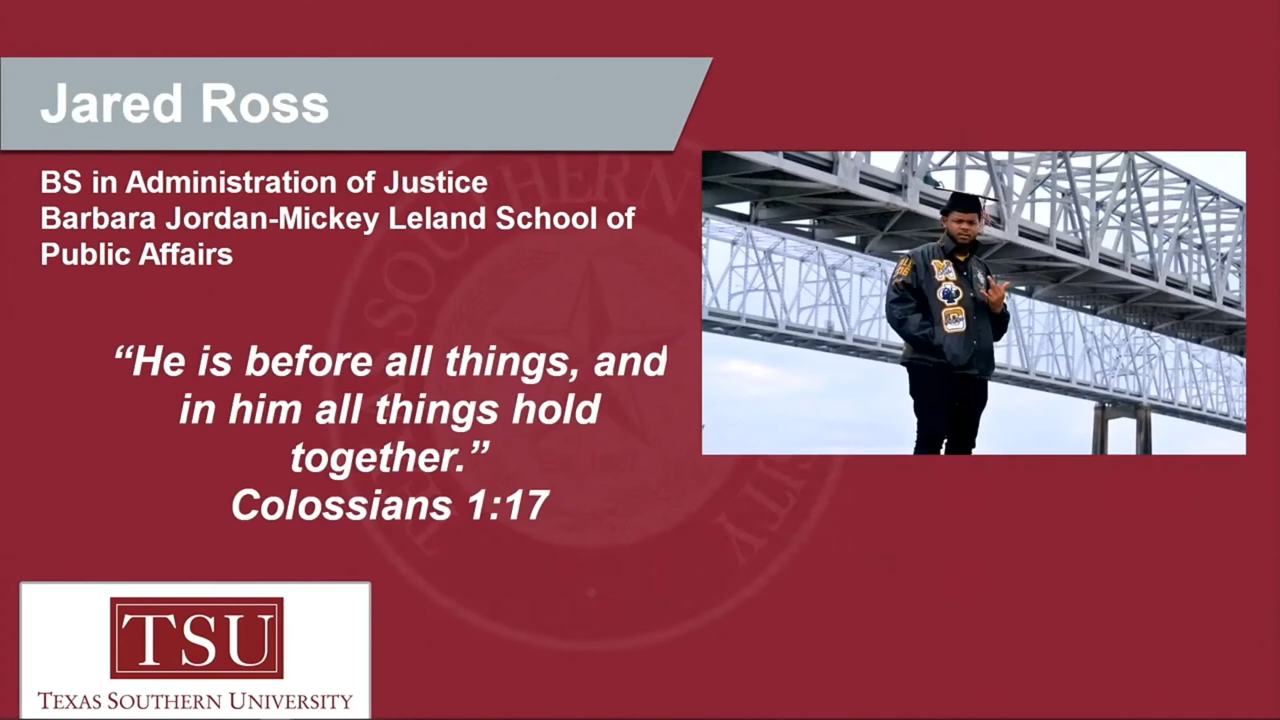 Jared Ross
BS in Administration of Justice
Barbara Jordan-Mickey Leland School of
Public Affairs
“He is before all things, and
in him all things hold
together.”
Colossians 1:17
TSU
TEXAS SOUTHERN UNIVERSITY